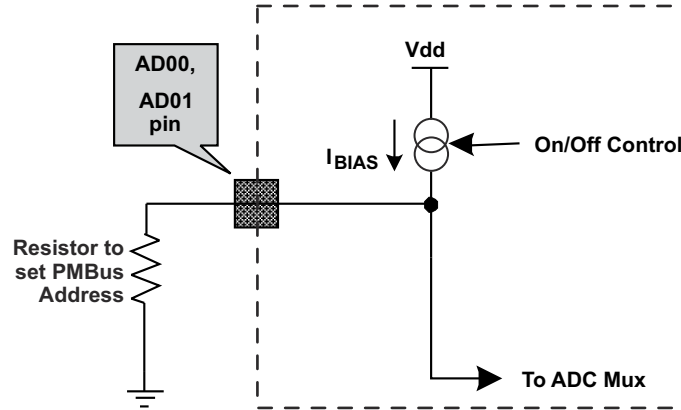 AD00,
AD01
pin
Vdd
IBIAS
On/Off Control
Resistor to
set PMBus
Address
To ADC Mux